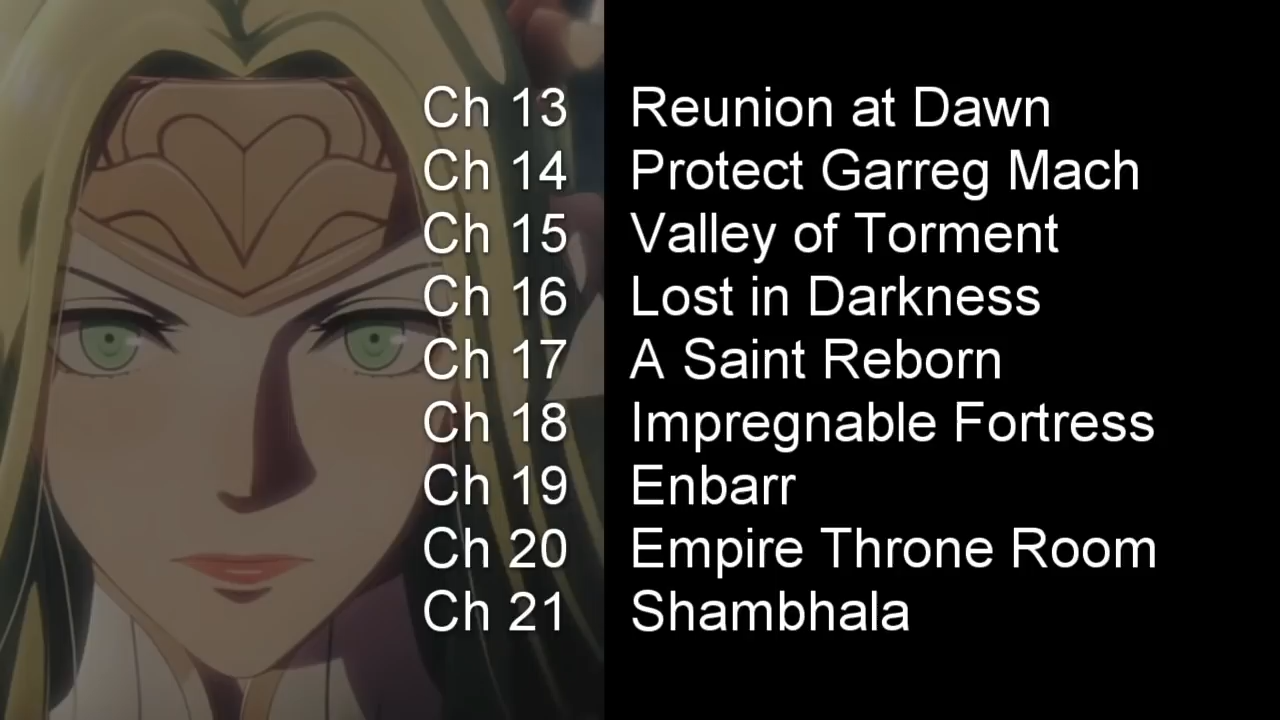 Ch 13 Reunion at Dawn
Ch 14 Protect Garreg Mach
Ch 15 Valley of Torment
Ch 16 Lost in Darkness
Ch 17 A Saint Reborn
Ch 18 Impregnable Fortress
Ch 19 Enbarr
Ch 20 Empire Throne Room
Ch 21 Shambhala